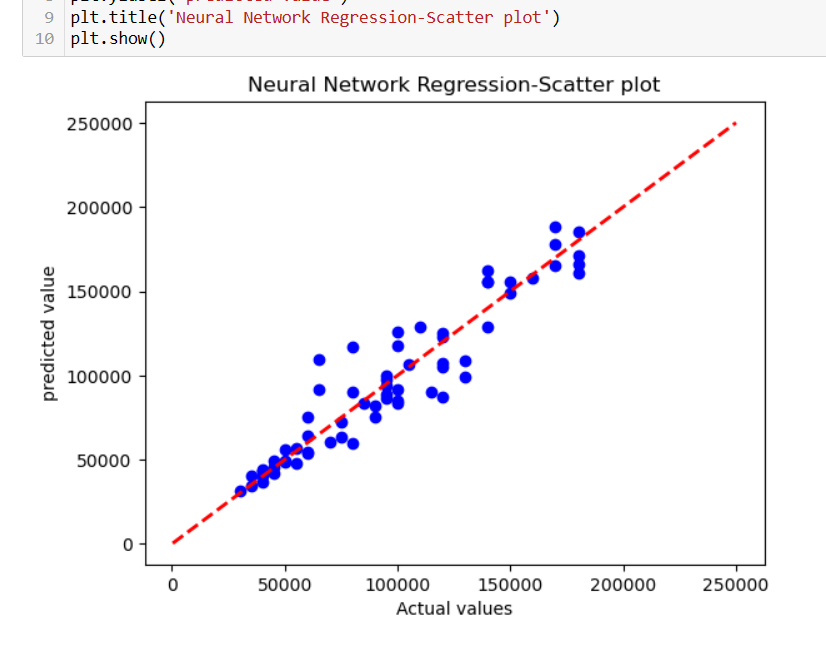 9 plt.title('Neural Network Regression-Scatter plot')
10 plt.show()
Neural Network Regression-Scatter plot
250000
200000
150000
100000
50000
0
predicted value
0 50000 100000 150000 200000 250000
Actual values